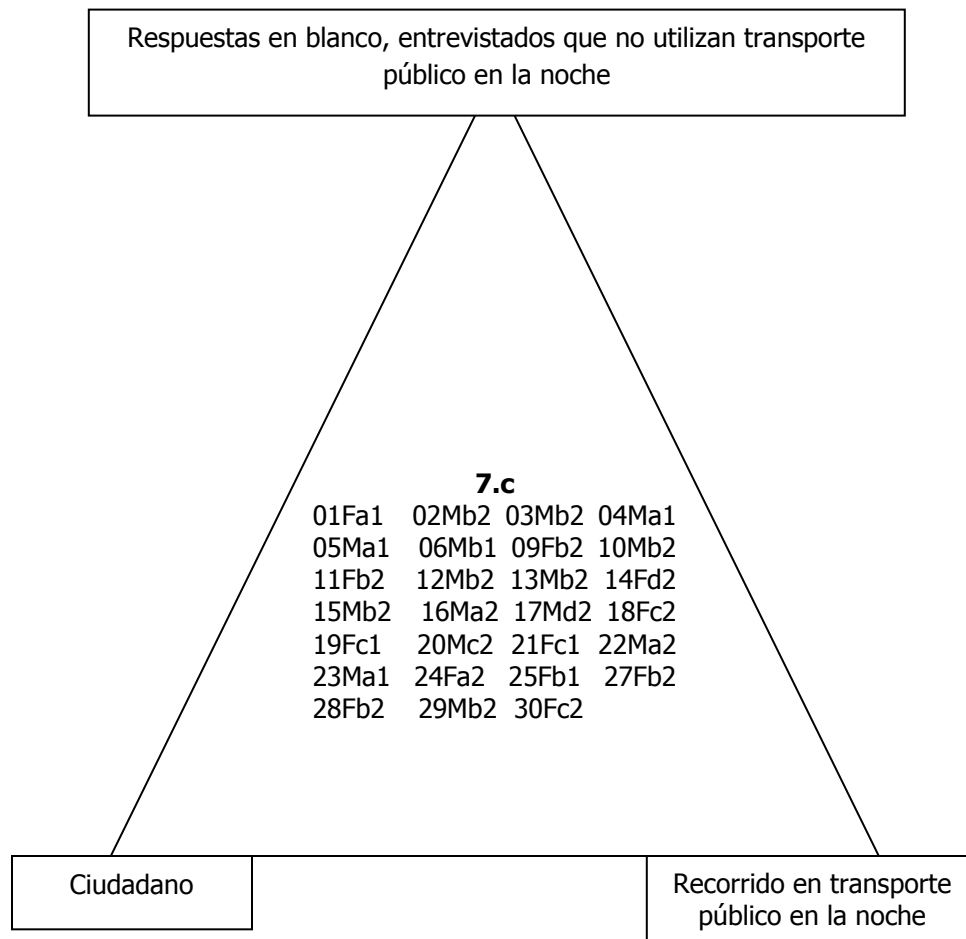 Respuestas en blanco, entrevistados que no utilizan transporte
público en la noche
7.c
01Fa1 02Mb2 03Mb2 04Ma1
05Ma1 06Mb1 09Fb2 10Mb2
11Fb2 12Mb2 13Mb2 14Fd2
15Mb2 16Ma2 17Md2 18Fc2
19Fc1 20Mc2 21Fc1 22Ma2
23Ma1 24Fa2 25Fb1 27Fb2
28Fb2 29Mb2 30Fc2
Ciudadano
Recorrido en transporte
público en la noche